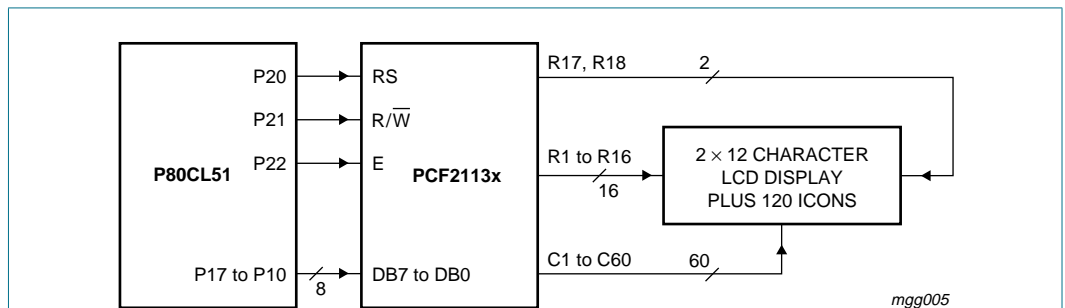 P80CL51
P20
P21
P22
P17 to P10
8
PCF2113x
RS
R/W̅
E
DB7 to DB0
R17, R18
2
R1 to R16
16
C1 to C60
60
2 × 12 CHARACTER
LCD DISPLAY
PLUS 120 ICONS
mgg005